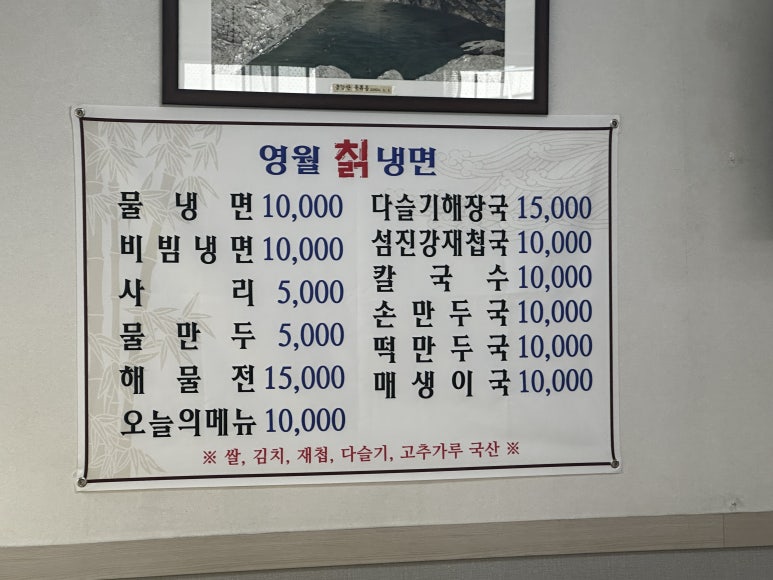 영월 칡 냉면
물냉면 10,000
비빔냉면 10,000
사리 5,000
물만두 5,000
해물전 15,000
오늘의메뉴 10,000
다슬기해장국 15,000
섬진강재첩국 10,000
칼국수 10,000
손만두국 10,000
떡만두국 10,000
매생이국 10,000
※ 쌀, 김치, 재첩, 다슬기, 고추가루 국산 ※